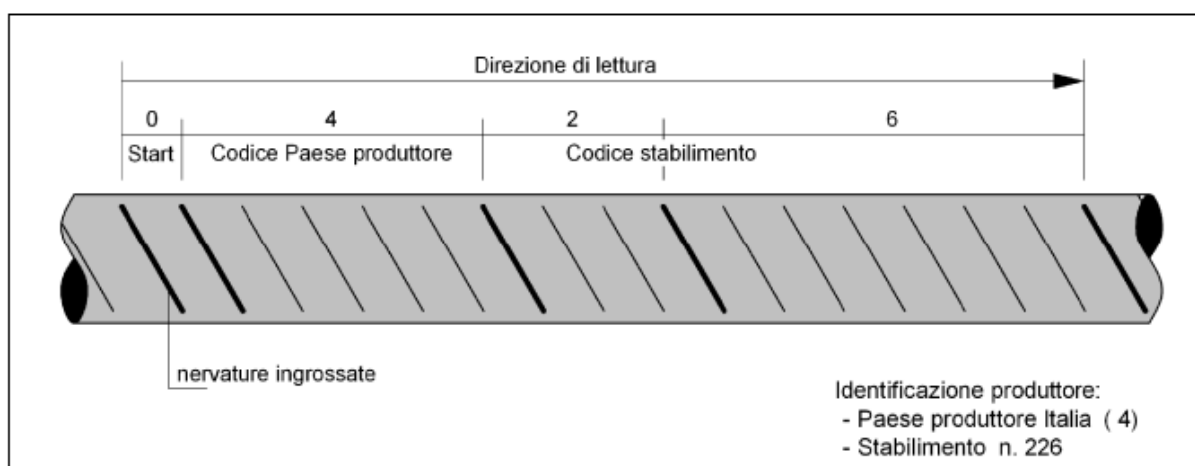 Direzione di lettura
0 4 2 6
Start Codice Paese produttore Codice stabilimento
nervature ingrossate
Identificazione produttore:
- Paese produttore Italia ( 4)
- Stabilimento n. 226